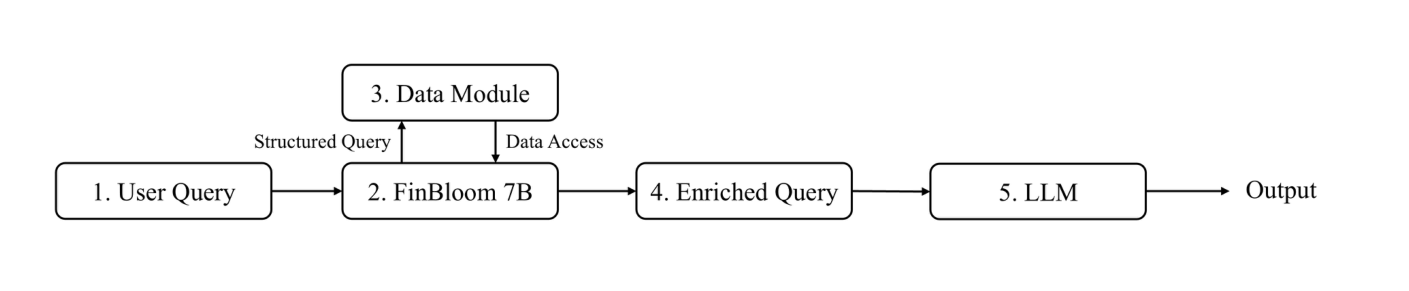 3. Data Module
Structured Query
Data Access
1. User Query
2. FinBloom 7B
4. Enriched Query
5. LLM
Output